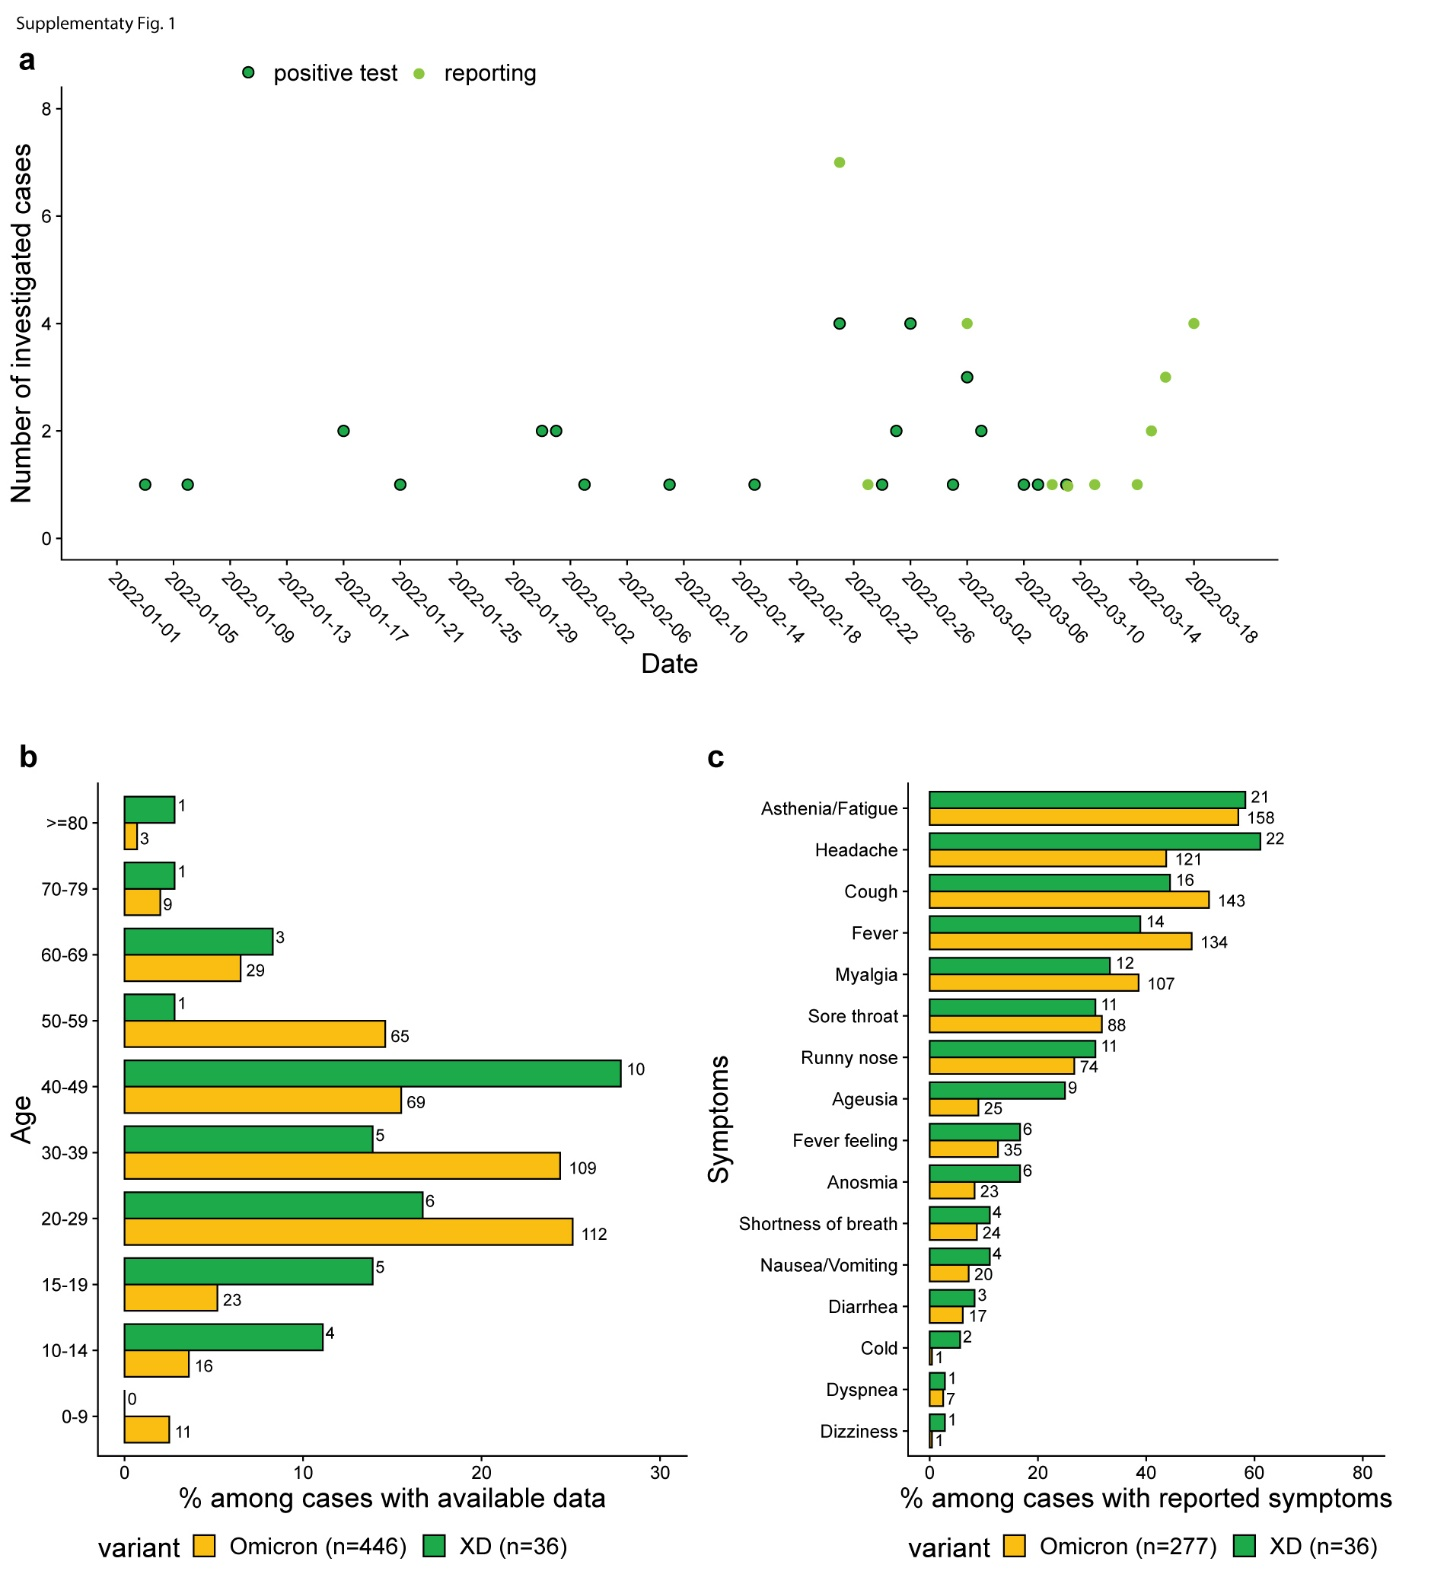 Supplementaty Fig. 1
a
positive test reporting
Number of investigated cases
8
6
4
2
0
2022-01-01 2022-01-05 2022-01-09 2022-01-13 2022-01-17 2022-01-21 2022-01-25 2022-01-29 2022-02-02 2022-02-06 2022-02-10 2022-02-14 2022-02-18 2022-02-22 2022-02-26 2022-03-02 2022-03-06 2022-03-10 2022-03-14 2022-03-18
Date
b
Age
>=80 1
3
70-79 1
9
60-69 3
29
50-59 1
65
40-49 10
69
30-39 5
109
20-29 6
112
15-19 5
23
10-14 4
16
0-9 0
11
0 10 20 30
% among cases with available data
variant Omicron (n=446) XD (n=36)
c
Symptoms
Asthenia/Fatigue 21
158
Headache 22
121
Cough 16
143
Fever 14
134
Myalgia 12
107
Sore throat 11
88
Runny nose 11
74
Ageusia 9
25
Fever feeling 6
35
Anosmia 6
23
Shortness of breath 4
24
Nausea/Vomiting 4
20
Diarrhea 3
17
Cold 2
1
Dyspnea 1
7
Dizziness 1
1
0 20 40 60 80
% among cases with reported symptoms
variant Omicron (n=277) XD (n=36)